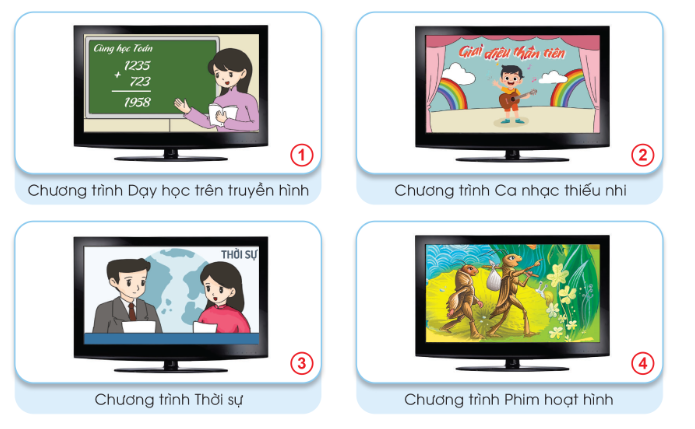 Cùng học Toán
1235
+
723
1958
1
Chương trình Dạy học trên truyền hình
Giai điệu thần tiên
2
Chương trình Ca nhạc thiếu nhi
THỜI SỰ
3
Chương trình Thời sự
4
Chương trình Phim hoạt hình